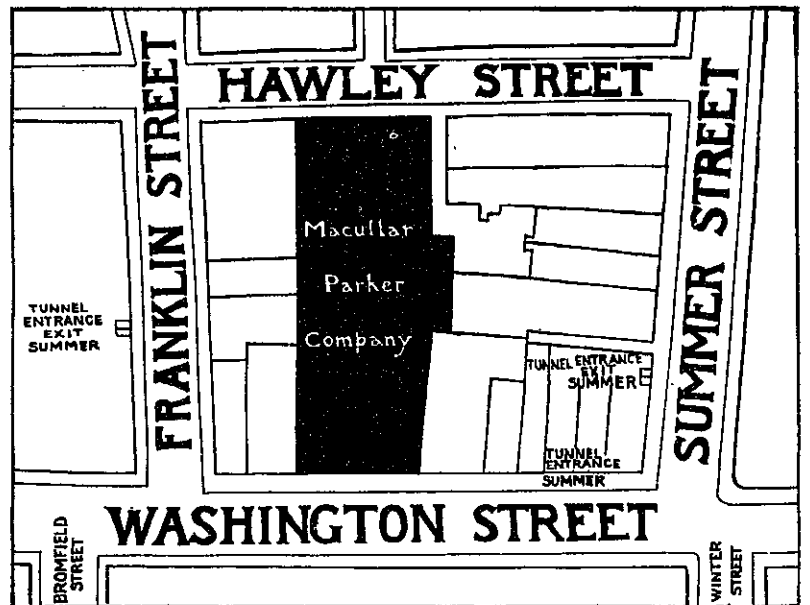 HAWLEY STREET
FRANKLIN STREET
SUMMER STREET
6
Macullar
Parker
Company
TUNNEL
ENTRANCE
EXIT
SUMMER
TUNNEL ENTRANCE
EXIT
SUMMER
TUNNEL
ENTRANCE
SUMMER
WASHINGTON STREET
BROMFIELD
STREET
WINTER
STREET